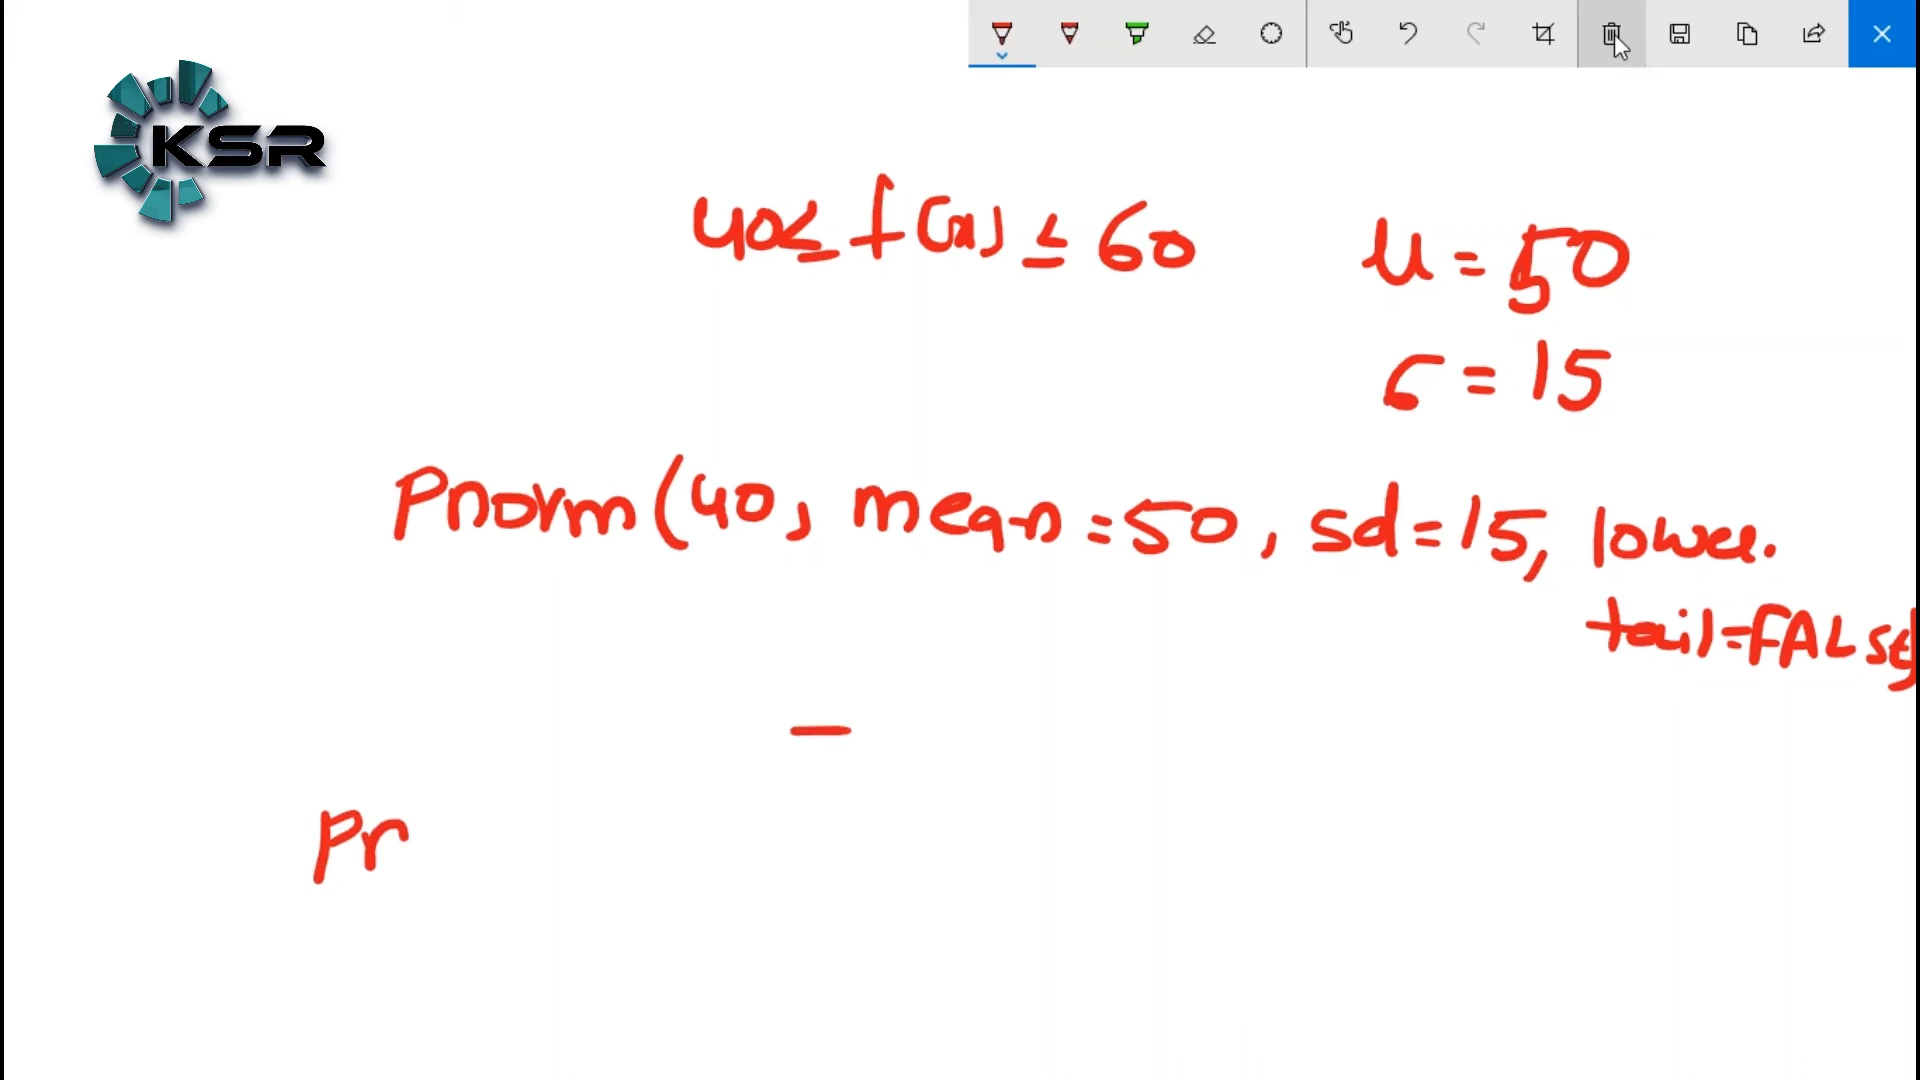 KSR
40≤ f(x) ≤ 60
μ = 50
σ = 15
Pnorm(40, mean=50, sd=15, lower.
tail=FALSE)
—
Pr